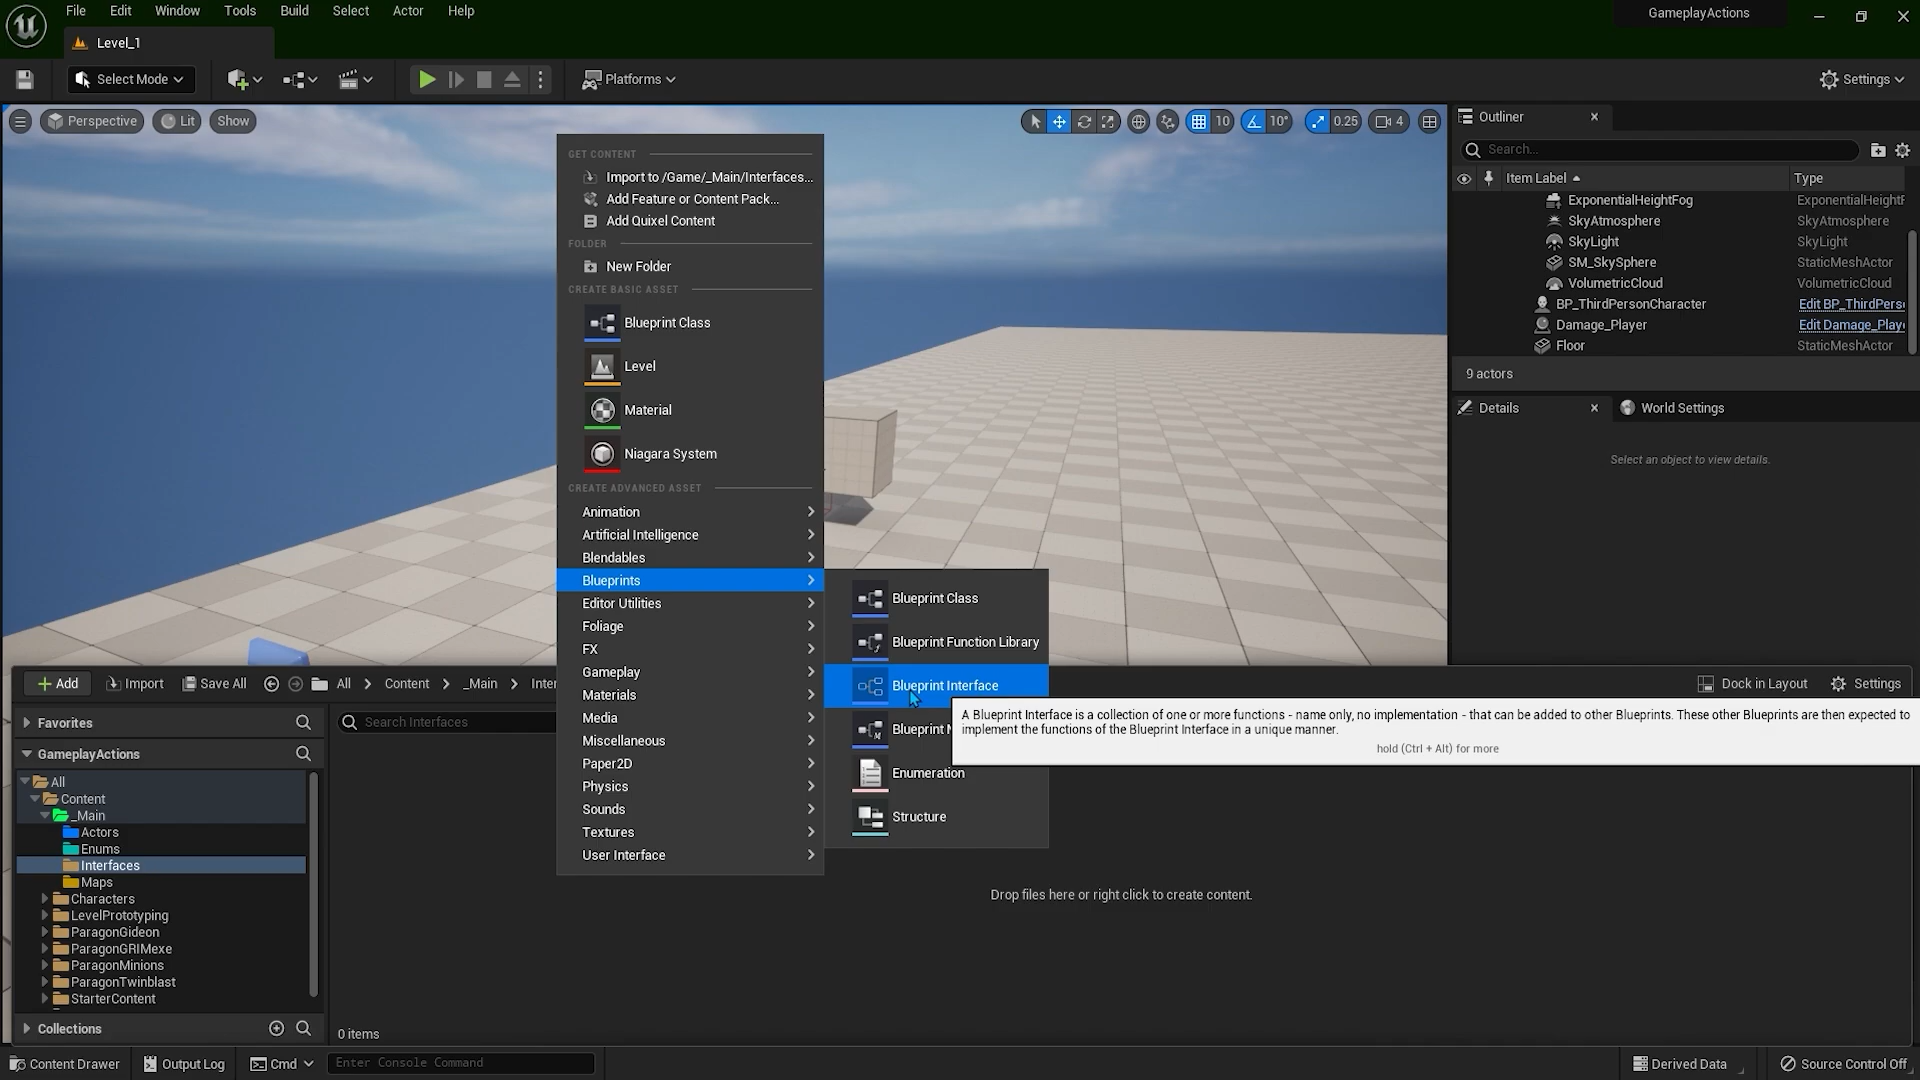 File Edit Window Tools Build Select Actor Help
GameplayActions
Level_1
Select Mode
Platforms
Settings
Perspective
Lit
Show
10
10°
0.25
4
Outliner
Search...
Item Label
Type
ExponentialHeightFog ExponentialHeightF
SkyAtmosphere SkyAtmosphere
SkyLight SkyLight
SM_SkySphere StaticMeshActor
VolumetricCloud VolumetricCloud
BP_ThirdPersonCharacter Edit BP_ThirdPers
Damage_Player Edit Damage_Play
Floor StaticMeshActor
9 actors
Details
World Settings
Select an object to view details.
GET CONTENT
Import to /Game/_Main/Interfaces...
Add Feature or Content Pack...
Add Quixel Content
FOLDER
New Folder
CREATE BASIC ASSET
Blueprint Class
Level
Material
Niagara System
CREATE ADVANCED ASSET
Animation
Artificial Intelligence
Blendables
Blueprints
Editor Utilities
Foliage
FX
Gameplay
Materials
Media
Miscellaneous
Paper2D
Physics
Sounds
Textures
User Interface
Blueprint Class
Blueprint Function Library
Blueprint Interface
Blueprint
Enumeration
Structure
A Blueprint Interface is a collection of one or more functions - name only, no implementation - that can be added to other Blueprints. These other Blueprints are then expected to
implement the functions of the Blueprint Interface in a unique manner.
hold (Ctrl + Alt) for more
Add
Import
Save All
All
Content
_Main
Inter
Dock in Layout
Settings
Favorites
Search Interfaces
GameplayActions
All
Content
_Main
Actors
Enums
Interfaces
Maps
Characters
LevelPrototyping
ParagonGideon
ParagonGRIMexe
ParagonMinions
ParagonTwinblast
StarterContent
Collections
Drop files here or right click to create content.
0 items
Content Drawer
Output Log
Cmd
Enter Console Command
Derived Data
Source Control Off